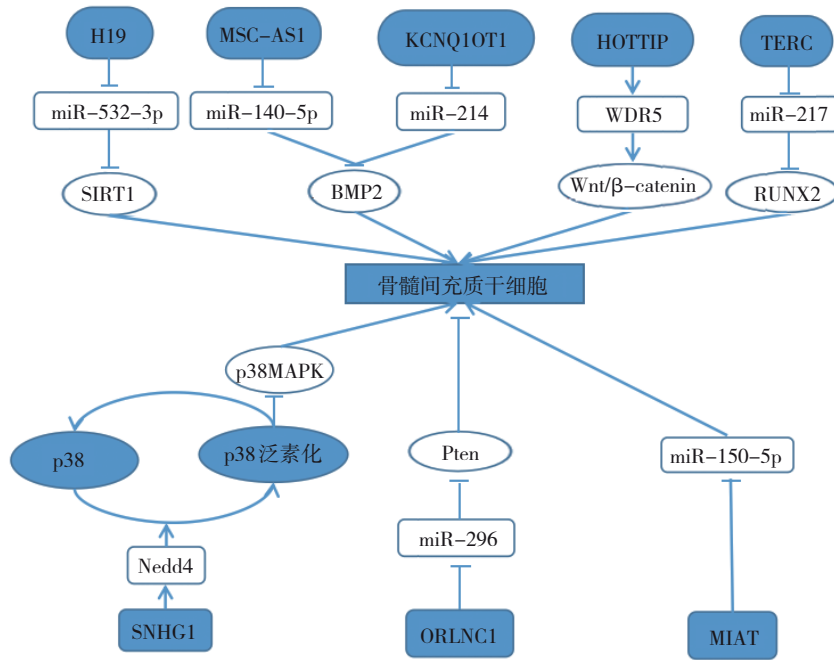 H19
MSC-AS1
KCNQ1OT1
HOTTIP
TERC
miR-532-3p
miR-140-5p
miR-214
WDR5
miR-217
SIRT1
BMP2
Wnt/β-catenin
RUNX2
骨髓间充质干细胞
p38MAPK
p38
p38泛素化
Pten
miR-150-5p
miR-296
Nedd4
SNHG1
ORLNC1
MIAT